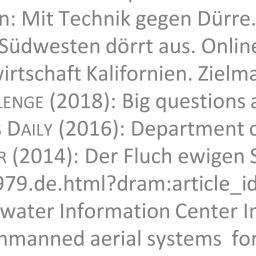 n: Mit Technik gegen Dürre.
Südwesten dörrt aus. Online
wirtschaft Kalifornien. Zielma
LENGE (2018): Big questions a
DAILY (2016): Department o
R (2014): Der Fluch ewigen S
979.de.html?dram:article_id
water Information Center In
nmanned aerial systems for